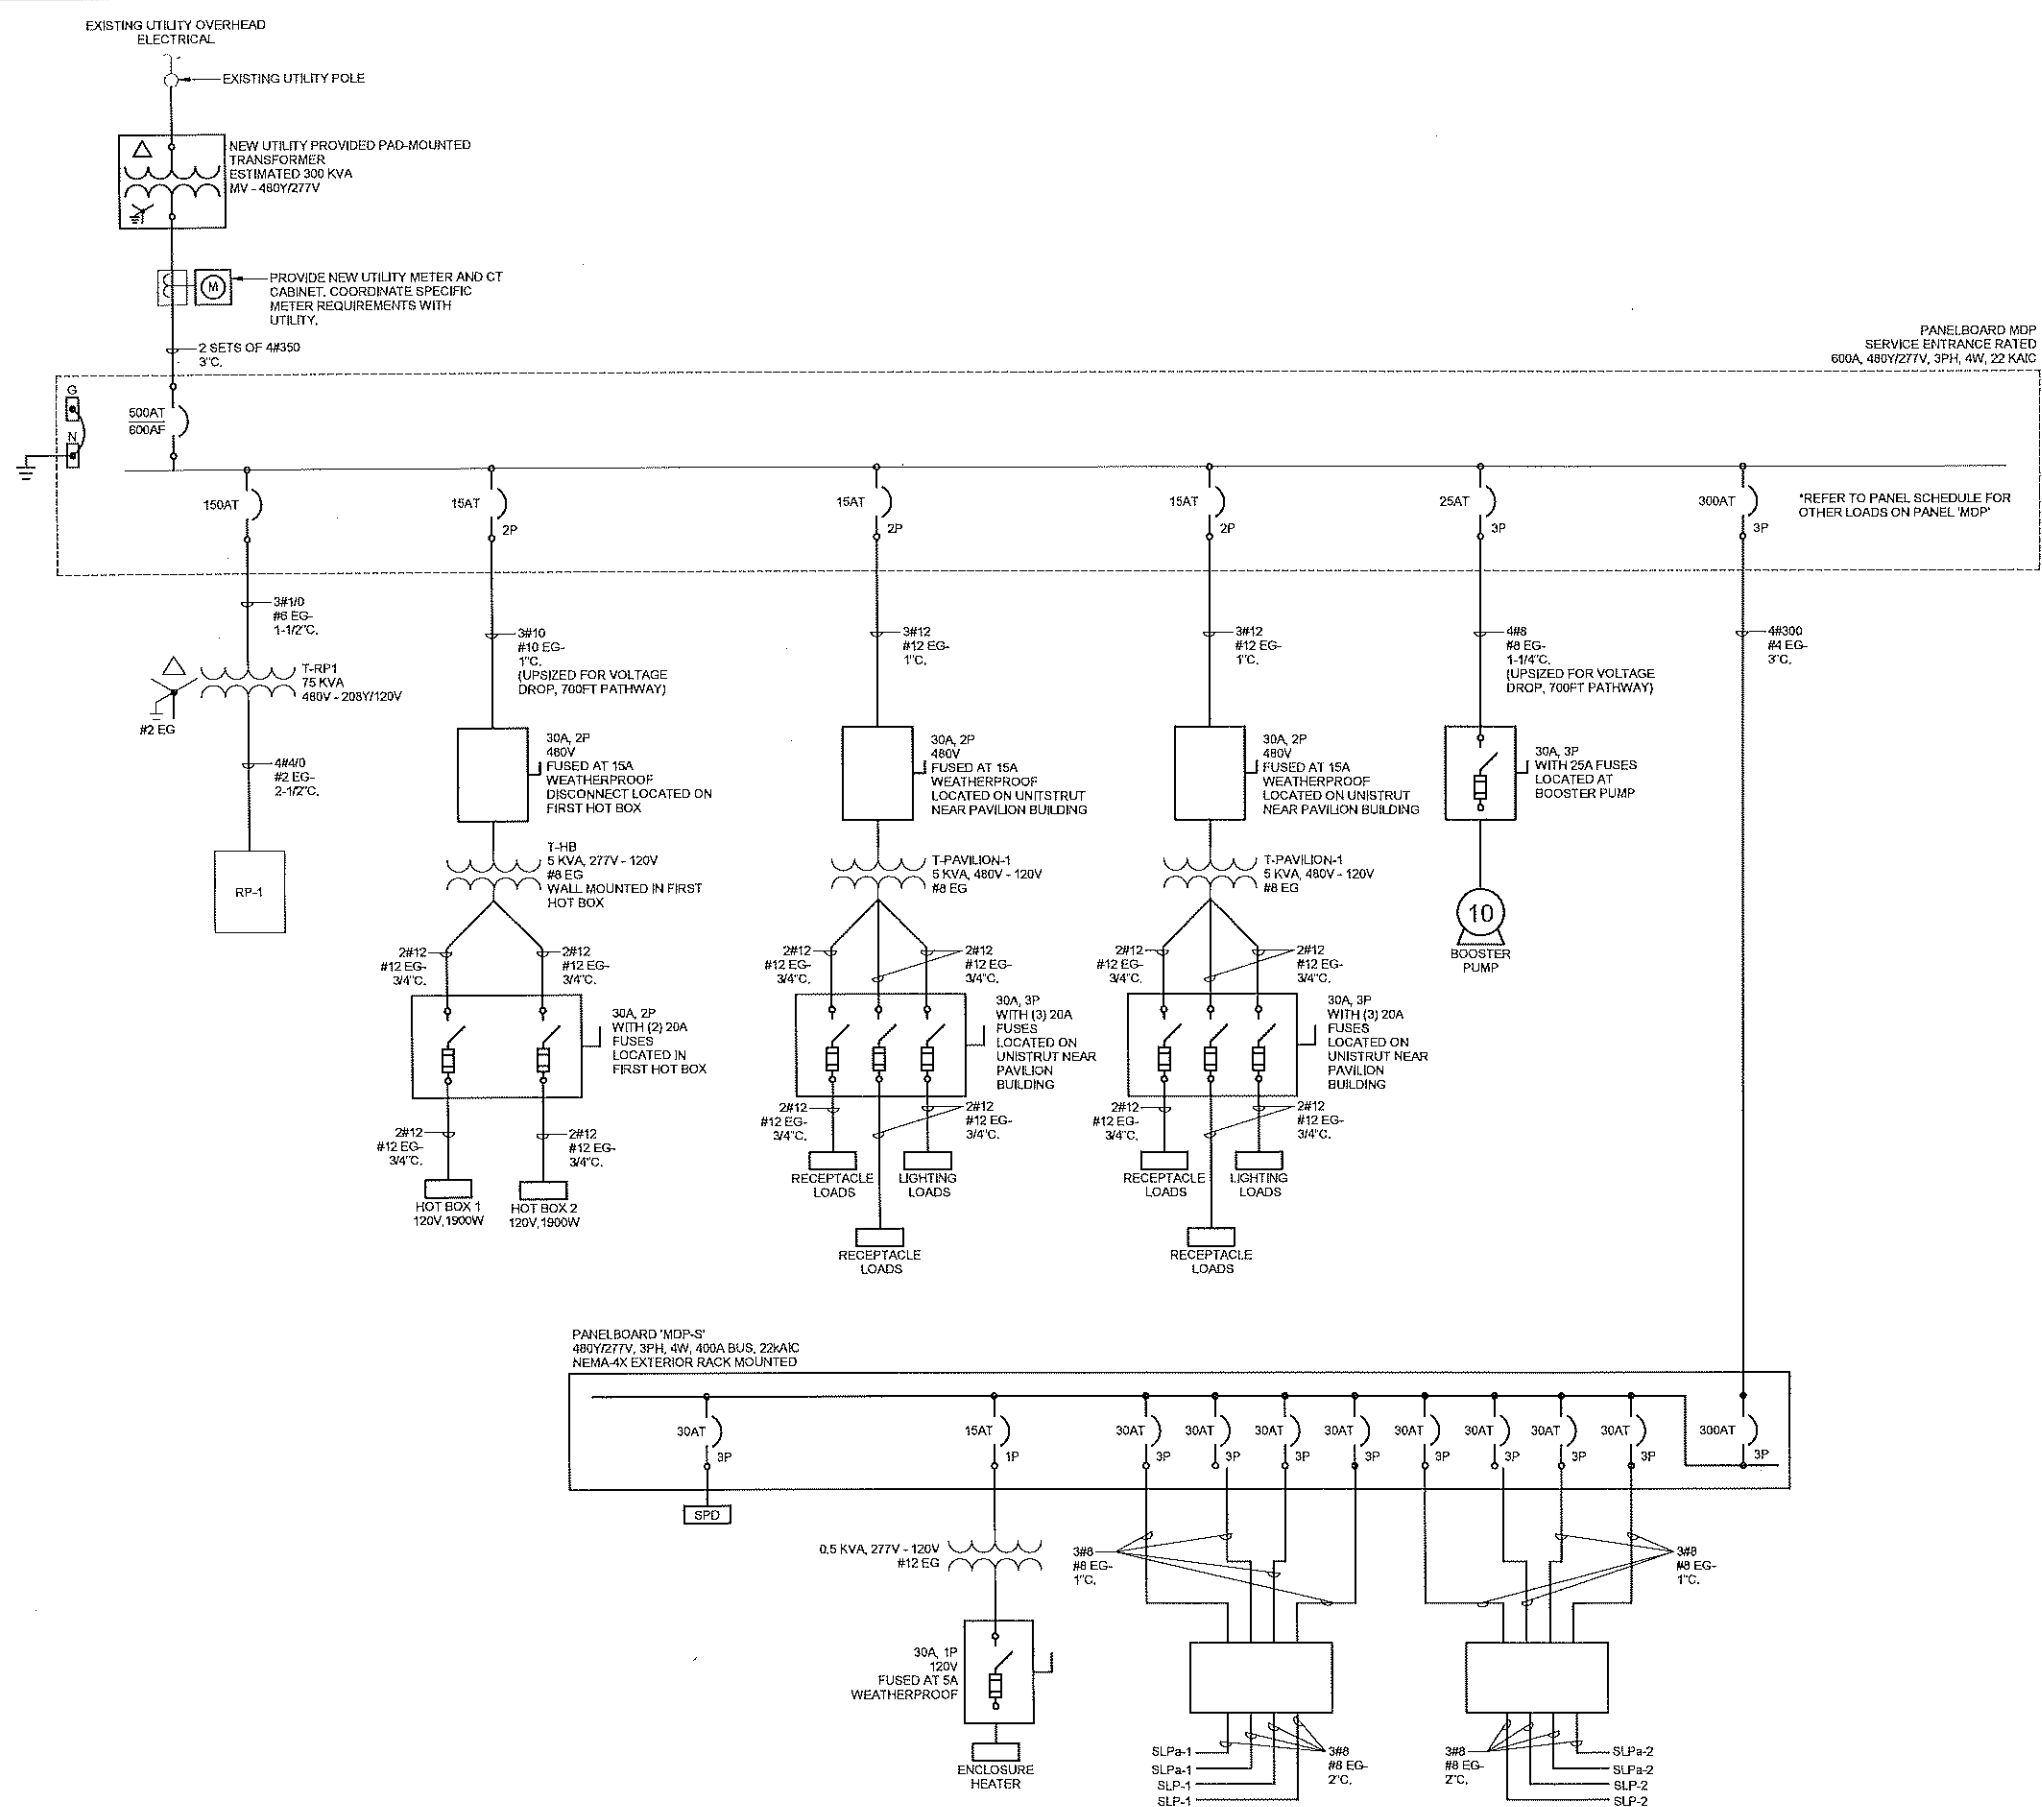 EXISTING UTILITY OVERHEAD
ELECTRICAL
EXISTING UTILITY POLE
NEW UTILITY PROVIDED PAD-MOUNTED
TRANSFORMER
ESTIMATED 300 KVA
MV - 480Y/277V
M
PROVIDE NEW UTILITY METER AND CT
CABINET. COORDINATE SPECIFIC
METER REQUIREMENTS WITH
UTILITY.
2 SETS OF 4#350
3"C.
PANELBOARD MDP
SERVICE ENTRANCE RATED
600A, 480Y/277V, 3PH, 4W, 22 KAIC
G
N
500AT
600AF
150AT
15AT
2P
15AT
2P
15AT
2P
25AT
3P
300AT
3P
*REFER TO PANEL SCHEDULE FOR
OTHER LOADS ON PANEL 'MDP'
3#1/0
#6 EG-
1-1/2"C.
T-RP1
75 KVA
480V - 208Y/120V
#2 EG
4#4/0
#2 EG-
2-1/2"C.
RP-1
3#10
#10 EG-
1"C.
(UPSIZED FOR VOLTAGE
DROP, 700FT PATHWAY)
30A, 2P
480V
FUSED AT 15A
WEATHERPROOF
DISCONNECT LOCATED ON
FIRST HOT BOX
T-HB
5 KVA, 277V - 120V
#8 EG
WALL MOUNTED IN FIRST
HOT BOX
2#12
#12 EG-
3/4"C.
2#12
#12 EG-
3/4"C.
30A, 2P
WITH (2) 20A
FUSES
LOCATED IN
FIRST HOT BOX
2#12
#12 EG-
3/4"C.
2#12
#12 EG-
3/4"C.
HOT BOX 1
120V,1900W
HOT BOX 2
120V,1900W
3#12
#12 EG-
1"C.
30A, 2P
480V
FUSED AT 15A
WEATHERPROOF
LOCATED ON UNITSTRUT
NEAR PAVILION BUILDING
T-PAVILION-1
5 KVA, 480V - 120V
#8 EG
2#12
#12 EG-
3/4"C.
2#12
#12 EG-
3/4"C.
30A, 3P
WITH (3) 20A
FUSES
LOCATED ON
UNISTRUT NEAR
PAVILION
BUILDING
2#12
#12 EG-
3/4"C.
2#12
#12 EG-
3/4"C.
RECEPTACLE
LOADS
LIGHTING
LOADS
RECEPTACLE
LOADS
3#12
#12 EG-
1"C.
30A, 2P
480V
FUSED AT 15A
WEATHERPROOF
LOCATED ON UNISTRUT
NEAR PAVILION BUILDING
T-PAVILION-1
5 KVA, 480V - 120V
#8 EG
2#12
#12 EG-
3/4"C.
2#12
#12 EG-
3/4"C.
30A, 3P
WITH (3) 20A
FUSES
LOCATED ON
UNISTRUT NEAR
PAVILION
BUILDING
2#12
#12 EG-
3/4"C.
2#12
#12 EG-
3/4"C.
RECEPTACLE
LOADS
LIGHTING
LOADS
RECEPTACLE
LOADS
4#8
#8 EG-
1-1/4"C.
(UPSIZED FOR VOLTAGE
DROP, 700FT PATHWAY)
30A, 3P
WITH 25A FUSES
LOCATED AT
BOOSTER PUMP
10
BOOSTER
PUMP
4#300
#4 EG-
3"C.
PANELBOARD 'MDP-S'
480Y/277V, 3PH, 4W, 400A BUS, 22kAIC
NEMA-4X EXTERIOR RACK MOUNTED
30AT
3P
15AT
1P
30AT
3P
30AT
3P
30AT
3P
30AT
3P
30AT
3P
30AT
3P
30AT
3P
30AT
3P
300AT
3P
SPD
0.5 KVA, 277V - 120V
#12 EG
30A, 1P
120V
FUSED AT 5A
WEATHERPROOF
ENCLOSURE
HEATER
3#8
#8 EG-
1"C.
3#8
#8 EG-
1"C.
SLPa-1
SLPa-1
SLP-1
SLP-1
3#8
#8 EG-
2"C.
3#8
#8 EG-
2"C.
SLPa-2
SLPa-2
SLP-2
SLP-2